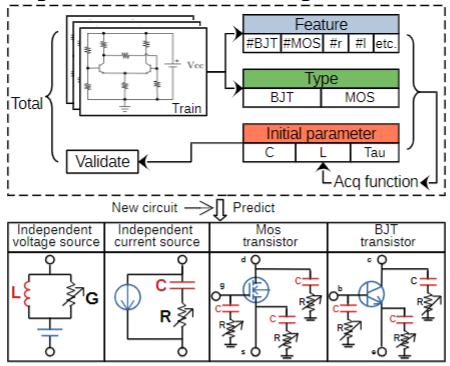 Feature
#BJT #MOS #r #l etc.
Vcc
Train
Type
BJT MOS
Total
Initial parameter
C L Tau
Validate
Acq function
New circuit Predict
Independent voltage source
Independent current source
Mos transistor
BJT transistor
L G
C R
d
g
s
C R
C R
C R
c
b
e
C R
C R
C R